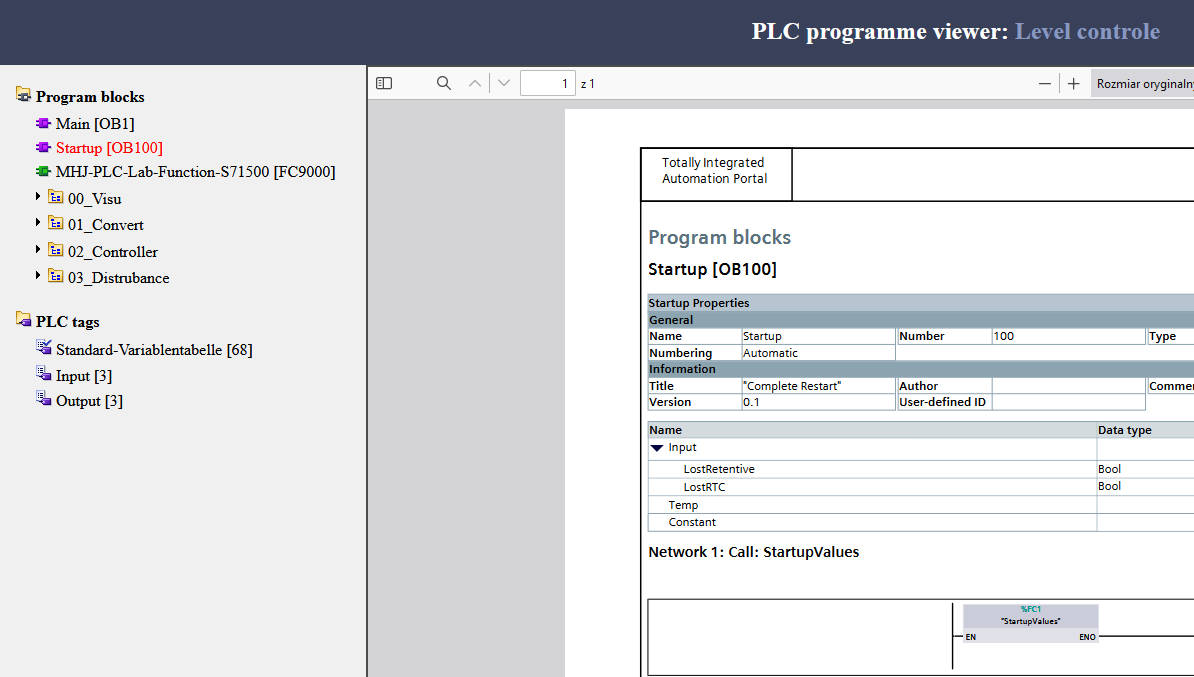 PLC programme viewer: Level controle
Program blocks
Main [OB1]
Startup [OB100]
MHJ-PLC-Lab-Function-S71500 [FC9000]
00_Visu
01_Convert
02_Controller
03_Distrubance
PLC tags
Standard-Variablentabelle [68]
Input [3]
Output [3]
1 z 1
Rozmiar oryginalny
Totally Integrated
Automation Portal
Program blocks
Startup [OB100]
Startup Properties
General
Name Startup Number 100 Type
Numbering Automatic
Information
Title "Complete Restart" Author Commen
Version 0.1 User-defined ID
Name Data type
Input
LostRetentive Bool
LostRTC Bool
Temp
Constant
Network 1: Call: StartupValues
%FC1
"StartupValues"
EN ENO